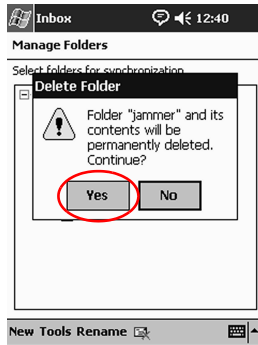 Inbox 12:40
Manage Folders
Select folders for synchronization
Delete Folder
Folder "jammer" and its
contents will be
permanently deleted.
Continue?
Yes No
New Tools Rename